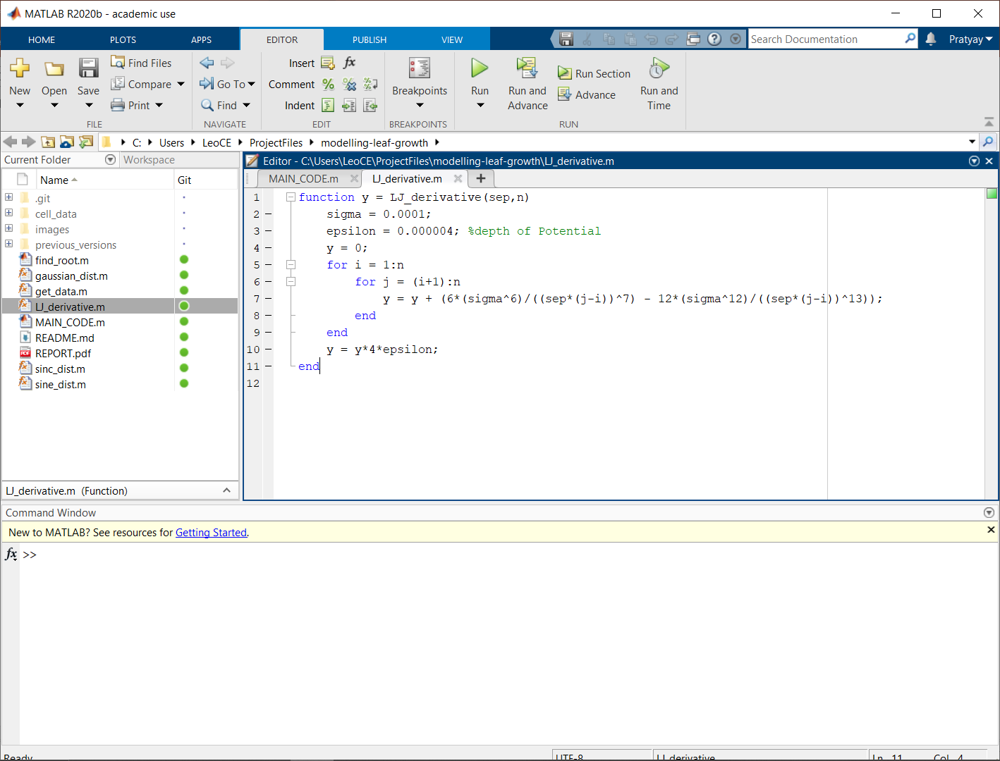 MATLAB R2020b - academic use
HOME PLOTS APPS EDITOR PUBLISH VIEW
Search Documentation
Pratyay
New
Open
Save
Find Files
Compare
Print
FILE
Go To
Find
NAVIGATE
Insert
Comment
Indent
EDIT
Breakpoints
BREAKPOINTS
Run
Run and
Advance
Run Section
Advance
Run and
Time
RUN
C: Users LeoCE ProjectFiles modelling-leaf-growth
Current Folder
Workspace
Name Git
.git
cell_data
images
previous_versions
find_root.m
gaussian_dist.m
get_data.m
LJ_derivative.m
MAIN_CODE.m
README.md
REPORT.pdf
sinc_dist.m
sine_dist.m
LJ_derivative.m (Function)
Editor - C:\Users\LeoCE\ProjectFiles\modelling-leaf-growth\LJ_derivative.m
MAIN_CODE.m LJ_derivative.m
1 function y = LJ_derivative(sep,n)
2 sigma = 0.0001;
3 epsilon = 0.000004; %depth of Potential
4 y = 0;
5 for i = 1:n
6 for j = (i+1):n
7 y = y + (6*(sigma^6)/((sep*(j-i))^7) - 12*(sigma^12)/((sep*(j-i))^13));
8 end
9 end
10 y = y*4*epsilon;
11 end
12
Command Window
New to MATLAB? See resources for Getting Started.
fx >>
Ready
UTF-8
LJ_derivative
Ln 11 Col 4